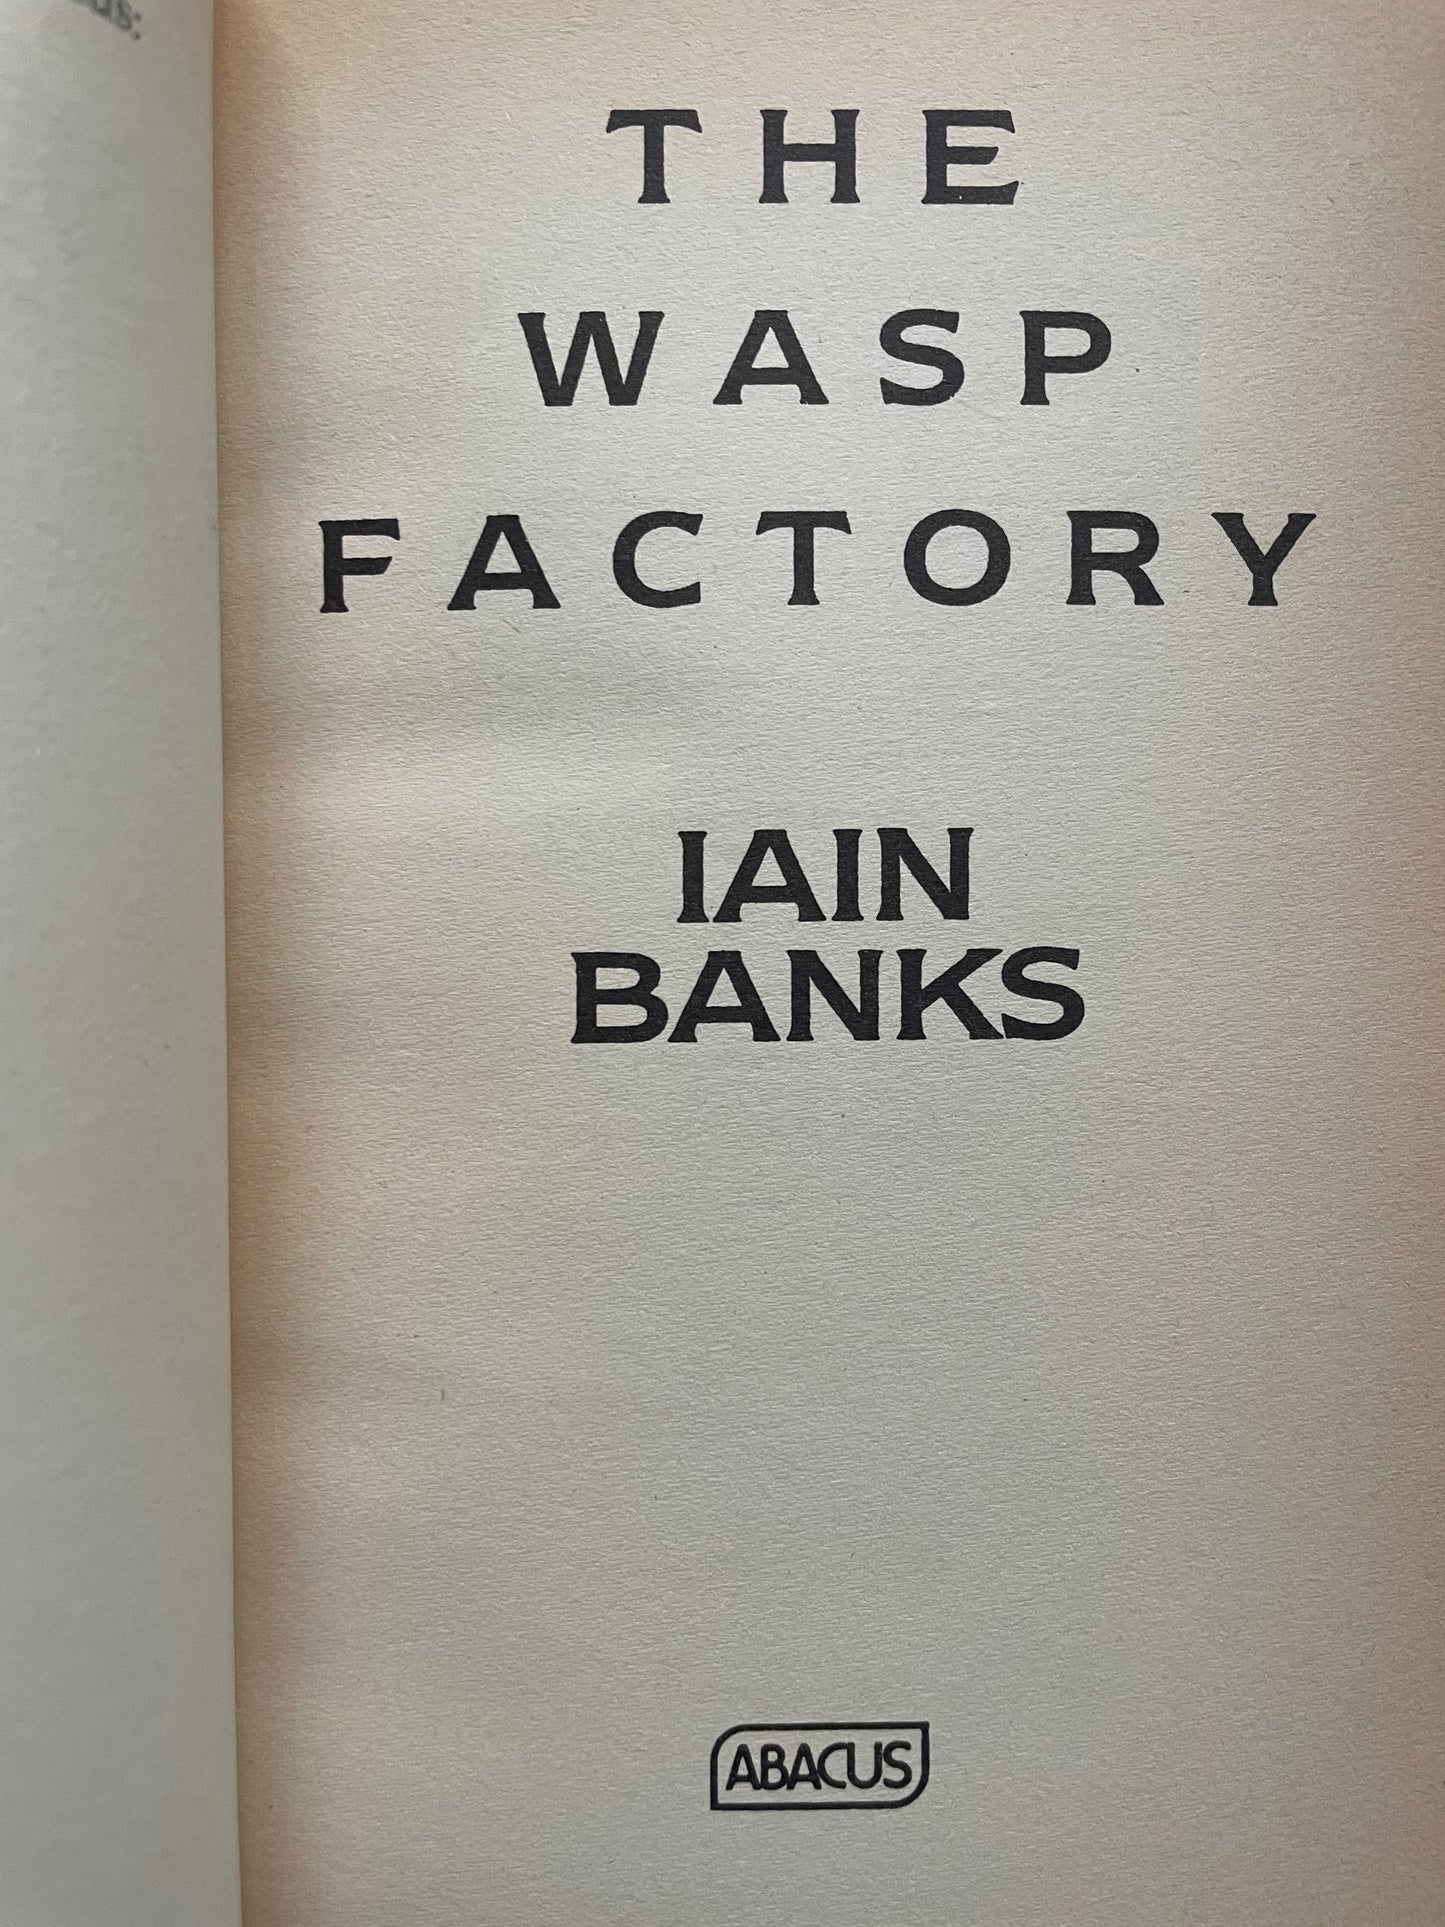 THE
WASP
FACTORY
IAIN
BANKS
ABACUS